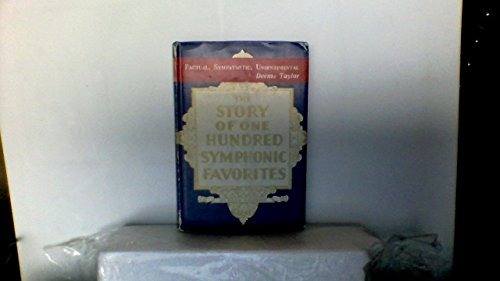 FACTUAL, SYMPATHETIC, UNSENTIMENTAL
Deems Taylor
THE
STORY
OF ONE
HUNDRED
SYMPHONIC
FAVORITES